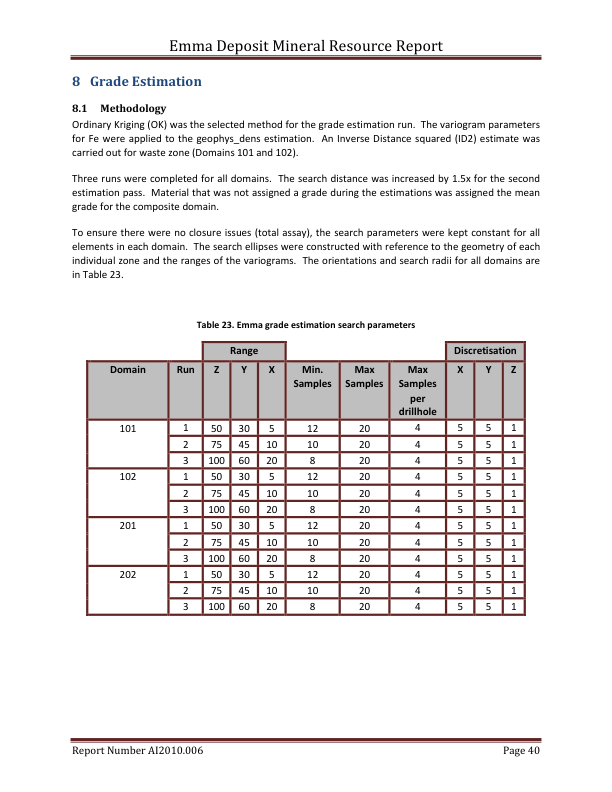 Emma Deposit Mineral Resource Report
8 Grade Estimation
8.1 Methodology
Ordinary Kriging (OK) was the selected method for the grade estimation run. The variogram parameters
for Fe were applied to the geophys_dens estimation. An Inverse Distance squared (ID2) estimate was
carried out for waste zone (Domains 101 and 102).
Three runs were completed for all domains. The search distance was increased by 1.5x for the second
estimation pass. Material that was not assigned a grade during the estimations was assigned the mean
grade for the composite domain.
To ensure there were no closure issues (total assay), the search parameters were kept constant for all
elements in each domain. The search ellipses were constructed with reference to the geometry of each
individual zone and the ranges of the variograms. The orientations and search radii for all domains are
in Table 23.
Table 23. Emma grade estimation search parameters
Range Discretisation
Domain Run Z Y X Min. Max Max X Y Z
Samples Samples Samples
per
drillhole
101 1 50 30 5 12 20 4 5 5 1
2 75 45 10 10 20 4 5 5 1
3 100 60 20 8 20 4 5 5 1
102 1 50 30 5 12 20 4 5 5 1
2 75 45 10 10 20 4 5 5 1
3 100 60 20 8 20 4 5 5 1
201 1 50 30 5 12 20 4 5 5 1
2 75 45 10 10 20 4 5 5 1
3 100 60 20 8 20 4 5 5 1
202 1 50 30 5 12 20 4 5 5 1
2 75 45 10 10 20 4 5 5 1
3 100 60 20 8 20 4 5 5 1
Report Number AI2010.006 Page 40